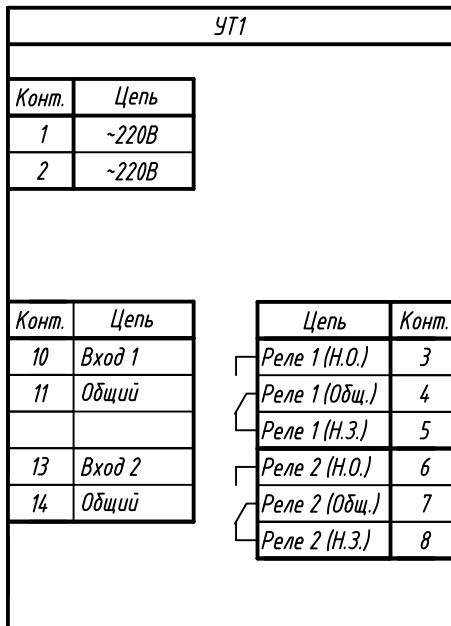 УТ1
Конт. Цепь
1 ~220В
2 ~220В
Конт. Цепь
10 Вход 1
11 Общий
13 Вход 2
14 Общий
Цепь Конт.
Реле 1 (Н.О.) 3
Реле 1 (Общ.) 4
Реле 1 (Н.З.) 5
Реле 2 (Н.О.) 6
Реле 2 (Общ.) 7
Реле 2 (Н.З.) 8